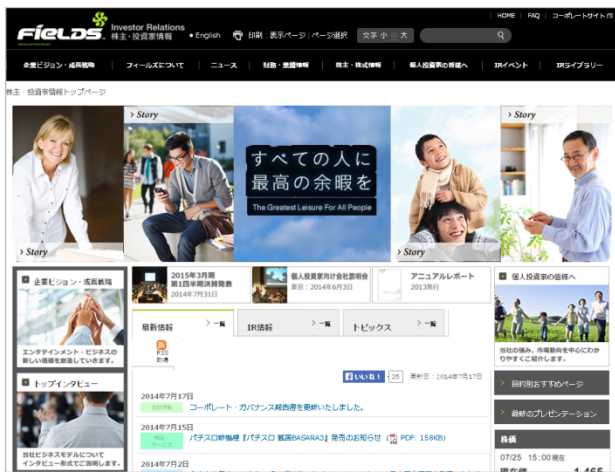 HOME | FAQ | コーポレートサイト
FIELDS
Investor Relations
株主・投資家情報
English
印刷：表示ページ | ページ選択
文字 小 中 大
企業ビジョン・成長戦略
フィールズについて
ニュース
財務・業績情報
株主・株式情報
個人投資家の皆様へ
IRイベント
IRライブラリー
株主・投資家情報トップページ
> Story
> Story
すべての人に
最高の余暇を
The Greatest Leisure For All People
> Story
> Story
企業ビジョン・成長戦略
エンタテインメント・ビジネスの
新しい価値を創造していきます。
トップインタビュー
当社ビジネスモデルについて
インタビュー形式でご説明します。
2015年3月期
第1四半期決算発表
2014年7月31日
個人投資家向け会社説明会
東京：2014年6月3日
アニュアルレポート
2013発行
最新情報
> 一覧
IR情報
> 一覧
トピックス
> 一覧
RSS
配信
いいね！
25
更新日：2014年7月17日
2014年7月17日
コーポレート・ガバナンス報告書を更新いたしました。
2014年7月15日
商品・
サービス
パチスロ新機種『パチスロ 戦国BASARA3』発売のお知らせ ( PDF: 158KB)
2014年7月2日
個人投資家の皆様へ
当社の強み、市場動向を中心にわか
りやすくご紹介します。
目的別おすすめページ
最新のプレゼンテーション
株価
07/25 15:00現在
現在値 1,465